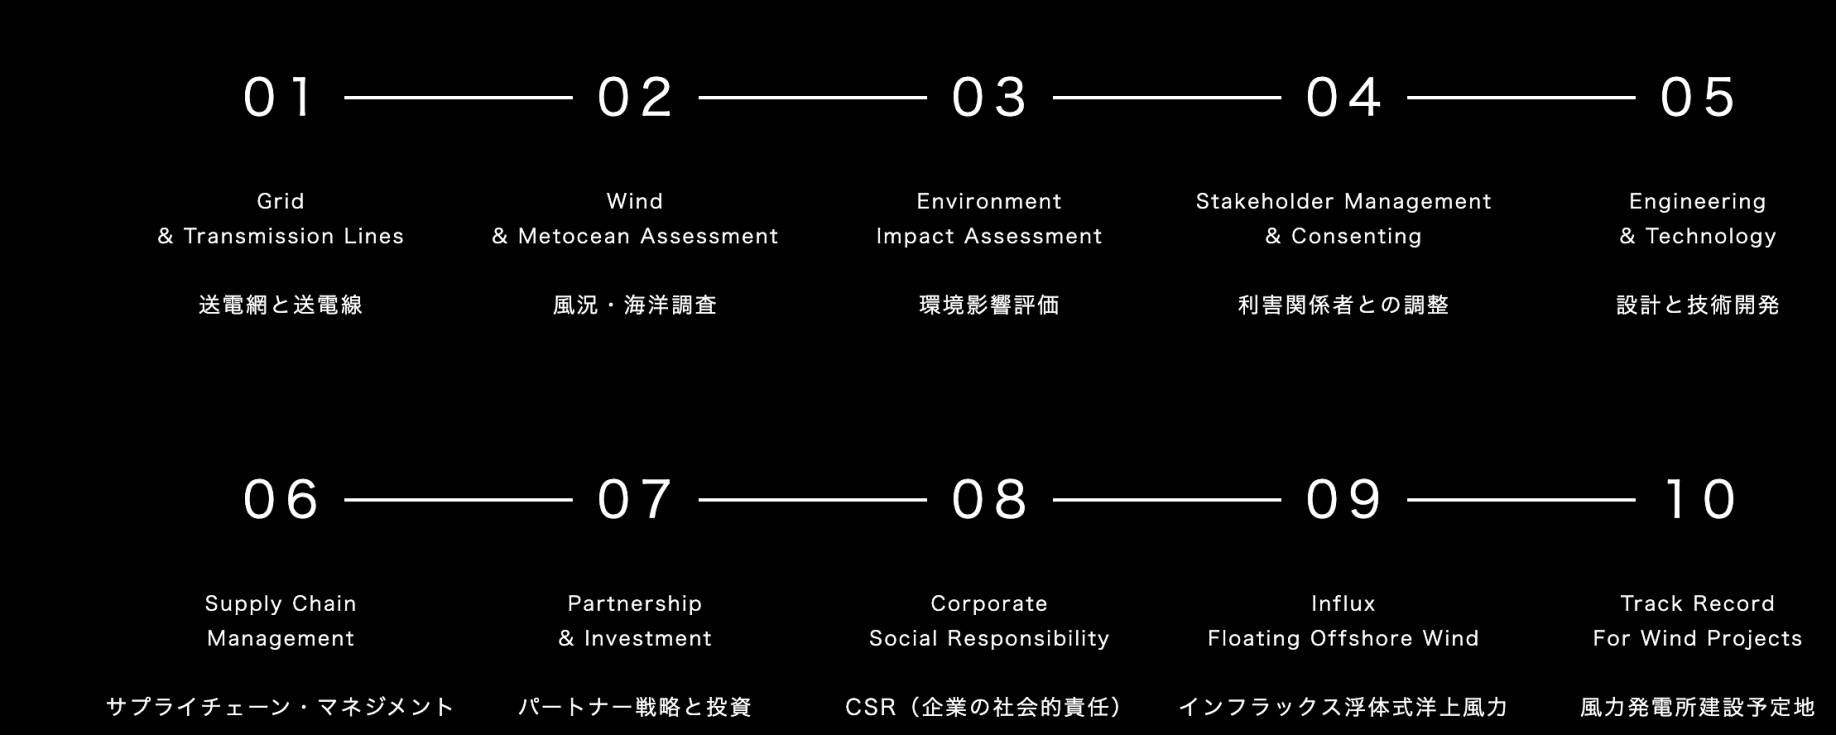 01
02
03
04
05
Grid
& Transmission Lines
送電網と送電線
Wind
& Metocean Assessment
風況・海洋調査
Environment
Impact Assessment
環境影響評価
Stakeholder Management
& Consenting
利害関係者との調整
Engineering
& Technology
設計と技術開発
06
07
08
09
10
Supply Chain
Management
サプライチェーン・マネジメント
Partnership
& Investment
パートナー戦略と投資
Corporate
Social Responsibility
CSR（企業の社会的責任）
Influx
Floating Offshore Wind
インフラックス浮体式洋上風力
Track Record
For Wind Projects
風力発電所建設予定地